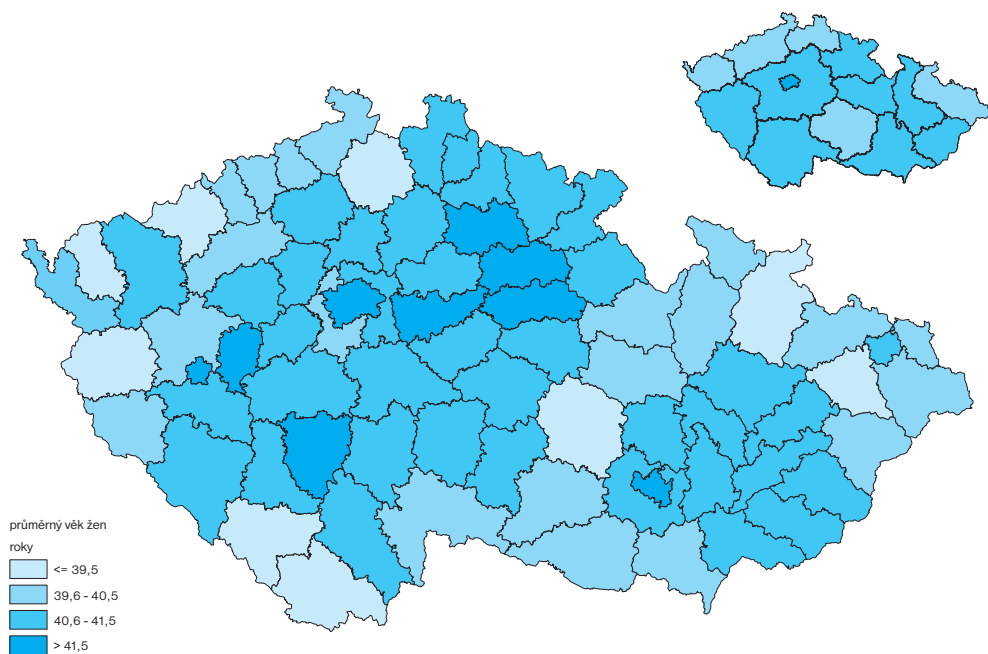 průměrný věk žen
roky
<= 39,5
39,6 - 40,5
40,6 - 41,5
> 41,5